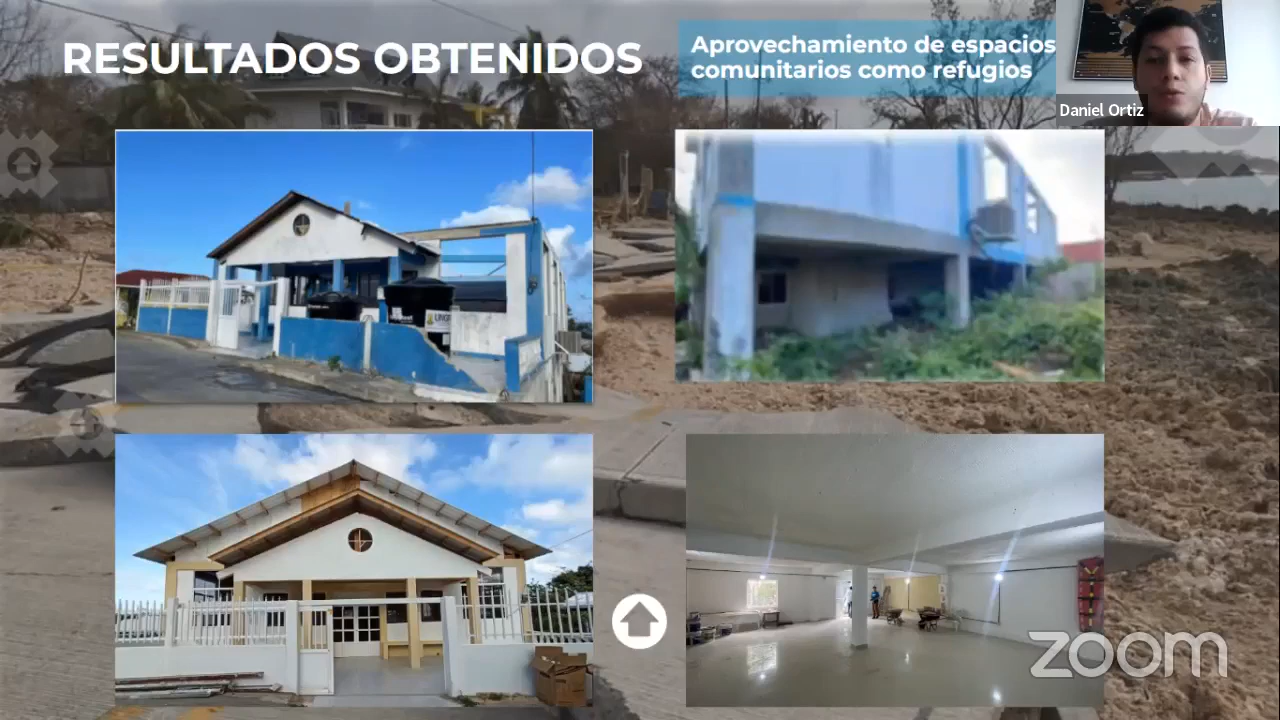 RESULTADOS OBTENIDOS
Aprovechamiento de espacios
comunitarios como refugios
Daniel Ortiz
zoom